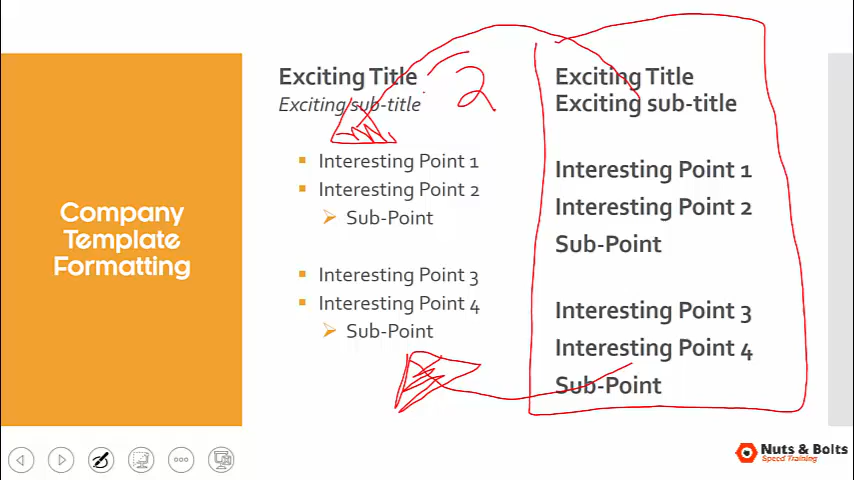 Company
Template
Formatting
Exciting Title
Exciting sub-title
Interesting Point 1
Interesting Point 2
Sub-Point
Interesting Point 3
Interesting Point 4
Sub-Point
2
Exciting Title
Exciting sub-title
Interesting Point 1
Interesting Point 2
Sub-Point
Interesting Point 3
Interesting Point 4
Sub-Point
Nuts & Bolts
Speed Training